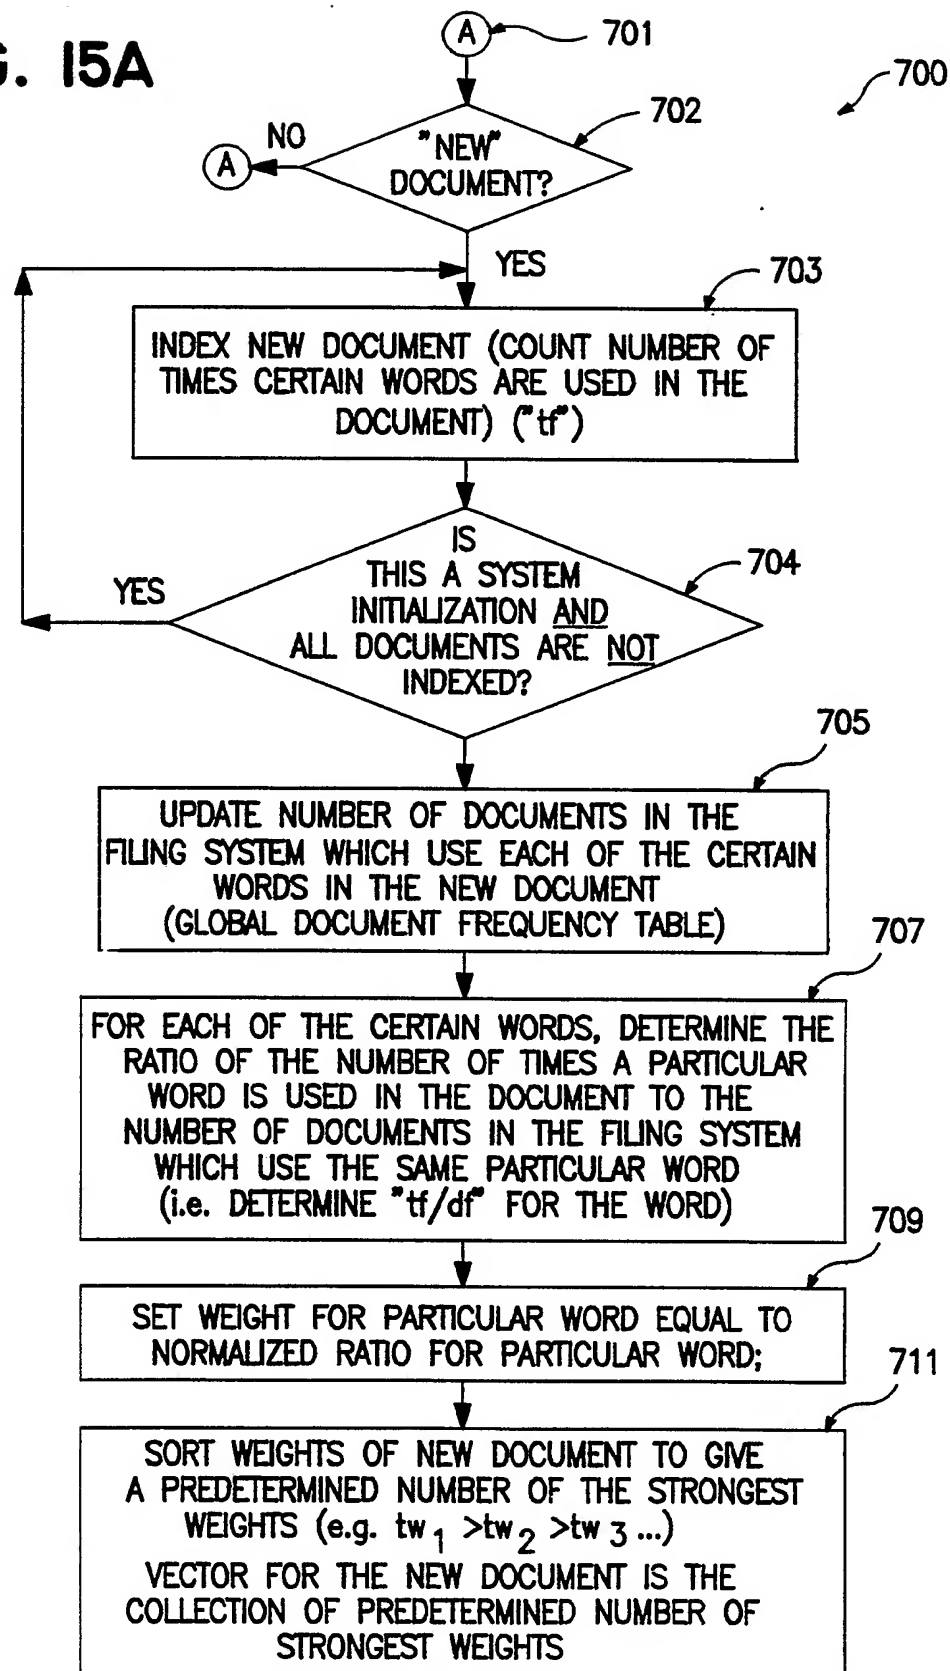 G. 15A
A
701
700
702
"NEW"
DOCUMENT?
NO
A
YES
703
INDEX NEW DOCUMENT (COUNT NUMBER OF
TIMES CERTAIN WORDS ARE USED IN THE
DOCUMENT) ("tf")
IS
THIS A SYSTEM
INITIALIZATION AND
ALL DOCUMENTS ARE NOT
INDEXED?
704
YES
705
UPDATE NUMBER OF DOCUMENTS IN THE
FILING SYSTEM WHICH USE EACH OF THE CERTAIN
WORDS IN THE NEW DOCUMENT
(GLOBAL DOCUMENT FREQUENCY TABLE)
707
FOR EACH OF THE CERTAIN WORDS, DETERMINE THE
RATIO OF THE NUMBER OF TIMES A PARTICULAR
WORD IS USED IN THE DOCUMENT TO THE
NUMBER OF DOCUMENTS IN THE FILING SYSTEM
WHICH USE THE SAME PARTICULAR WORD
(i.e. DETERMINE "tf/df" FOR THE WORD)
709
SET WEIGHT FOR PARTICULAR WORD EQUAL TO
NORMALIZED RATIO FOR PARTICULAR WORD;
711
SORT WEIGHTS OF NEW DOCUMENT TO GIVE
A PREDETERMINED NUMBER OF THE STRONGEST
WEIGHTS (e.g. tw₁ >tw₂ >tw₃ ...)
VECTOR FOR THE NEW DOCUMENT IS THE
COLLECTION OF PREDETERMINED NUMBER OF
STRONGEST WEIGHTS